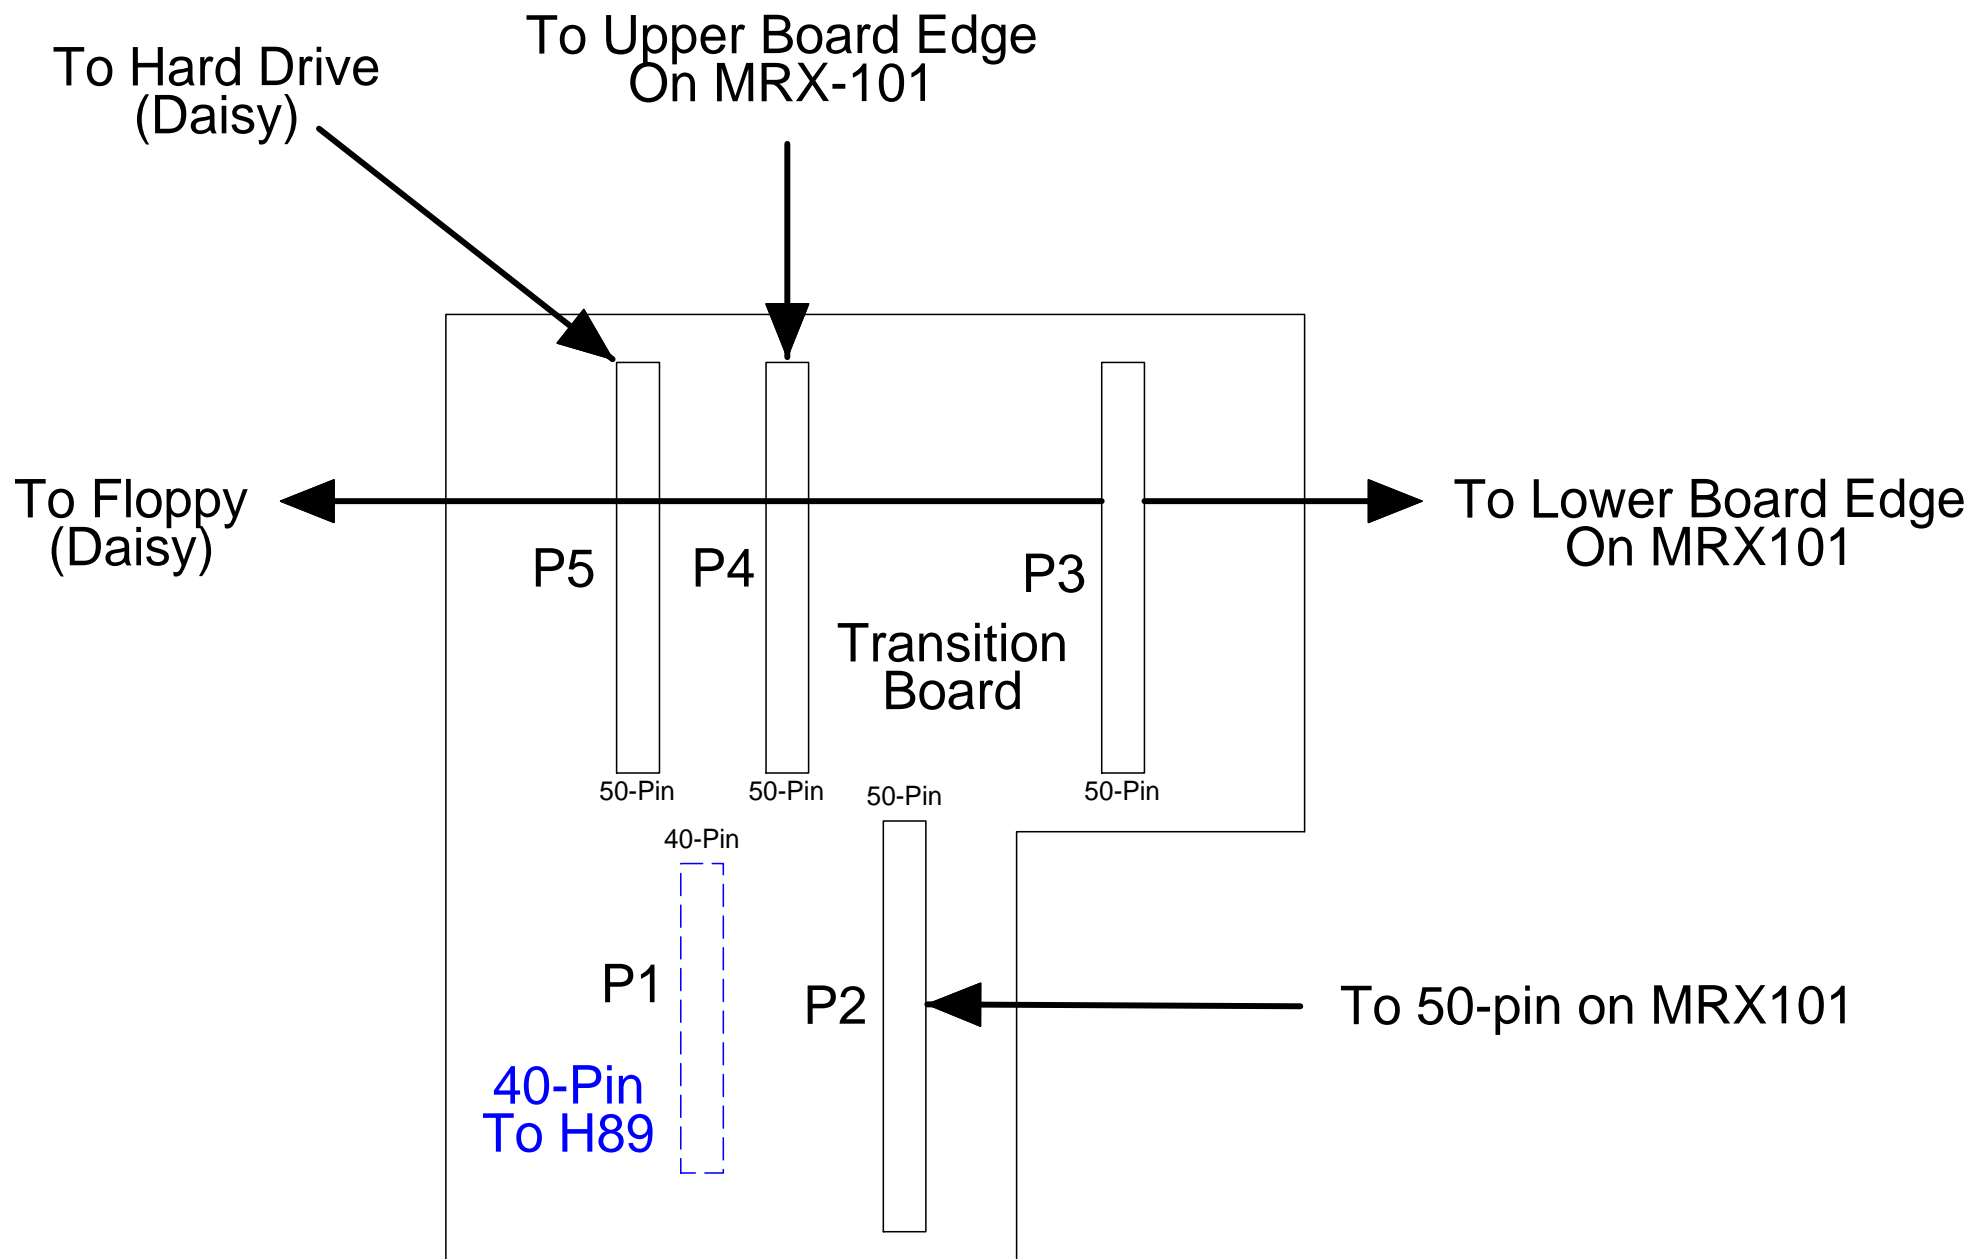 To Upper Board Edge
On MRX-101
To Hard Drive
(Daisy)
To Floppy
(Daisy)
To Lower Board Edge
On MRX101
P5
P4
P3
Transition
Board
50-Pin
50-Pin
50-Pin
50-Pin
40-Pin
P1
P2
To 50-pin on MRX101
40-Pin
To H89